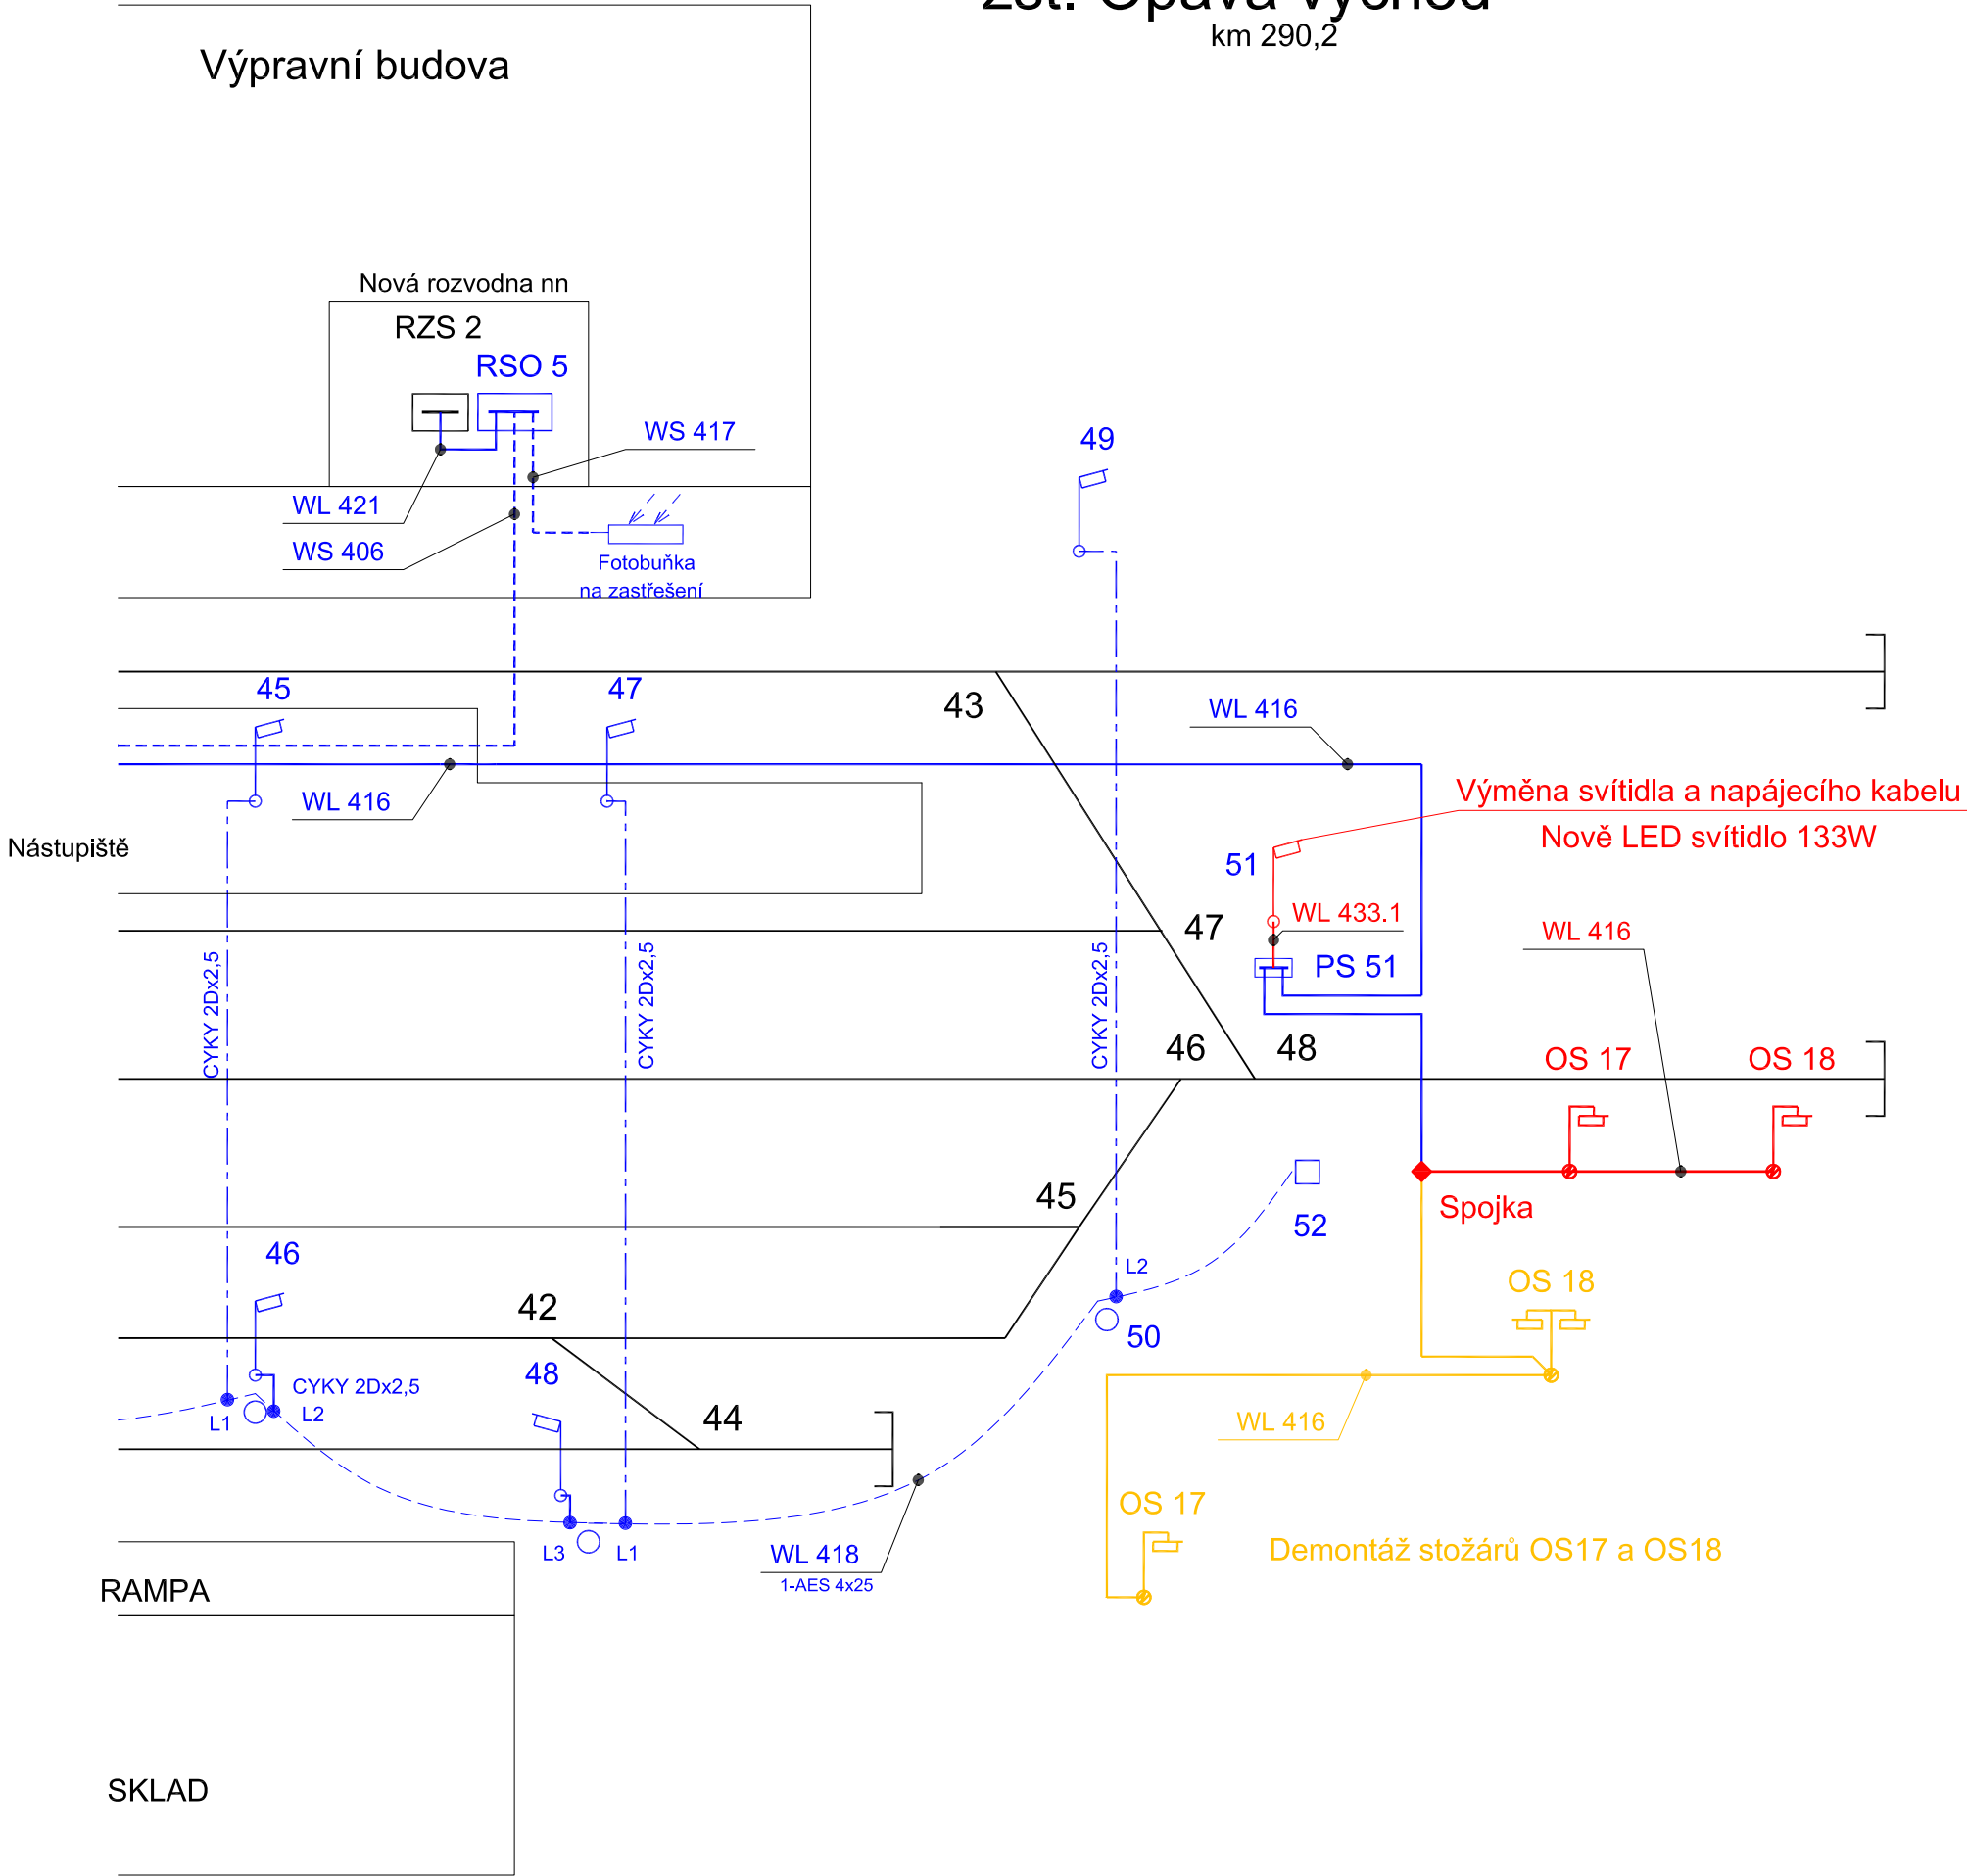 žst. Opava východ
km 290,2
Výpravní budova
Nová rozvodna nn
RZS 2
RSO 5
WS 417
WL 421
WS 406
Fotobuňka
na zastřešení
49
45
47
43
WL 416
WL 416
Výměna svítidla a napájecího kabelu
Nově LED svítidlo 133W
Nástupiště
51
WL 433.1
47
WL 416
PS 51
CYKY 2Dx2,5
CYKY 2Dx2,5
CYKY 2Dx2,5
46
48
OS 17
OS 18
45
52
Spojka
46
L2
OS 18
42
50
48
CYKY 2Dx2,5
L1
L2
44
WL 416
OS 17
L3
L1
WL 418
1-AES 4x25
Demontáž stožárů OS17 a OS18
RAMPA
SKLAD